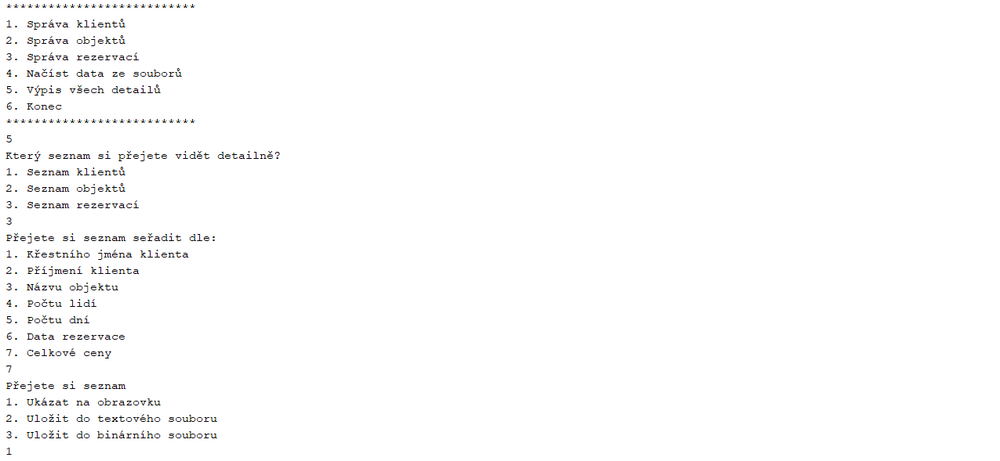 ***************************
1. Správa klientů
2. Správa objektů
3. Správa rezervací
4. Načíst data ze souborů
5. Výpis všech detailů
6. Konec
***************************
5
Který seznam si přejete vidět detailně?
1. Seznam klientů
2. Seznam objektů
3. Seznam rezervací
3
Přejete si seznam seřadit dle:
1. Křestního jména klienta
2. Příjmení klienta
3. Názvu objektu
4. Počtu lidí
5. Počtu dní
6. Data rezervace
7. Celkové ceny
7
Přejete si seznam
1. Ukázat na obrazovku
2. Uložit do textového souboru
3. Uložit do binárního souboru
1